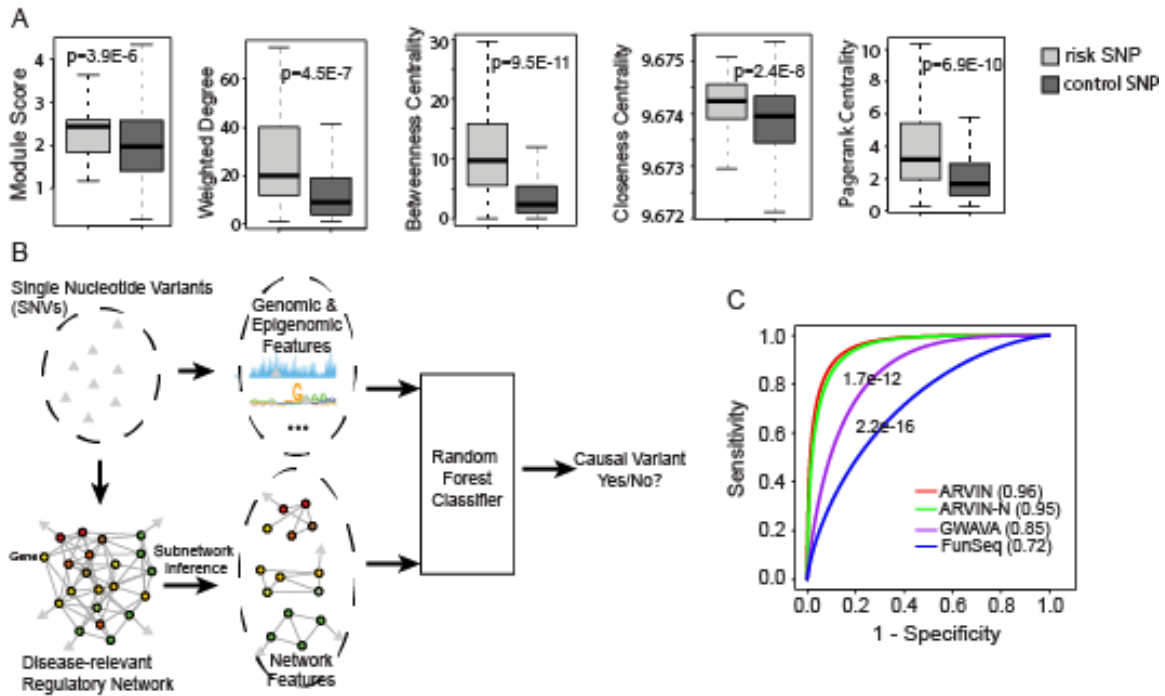 A
Module Score
4
3
2
1
p=3.9E-6
Weighted Degree
60
40
20
0
p=4.5E-7
Betweenness Centrality
30
20
10
0
p=9.5E-11
Closeness Centrality
9.675
9.674
9.673
9.672
p=2.4E-8
Pagerank Centrality
10
8
6
4
2
0
p=6.9E-10
risk SNP
control SNP
B
Single Nucleotide Variants
(SNVs)
Genomic &
Epigenomic
Features
G
...
Random
Forest
Classifier
Causal Variant
Yes/No?
Gene
Subnetwork
Inference
Disease-relevant
Regulatory Network
Network
Features
C
Sensitivity
1.0
0.8
0.6
0.4
0.2
0.0
1.7e-12
2.2e-16
ARVIN (0.96)
ARVIN-N (0.95)
GWAVA (0.85)
FunSeq (0.72)
0.0 0.2 0.4 0.6 0.8 1.0
1 - Specificity